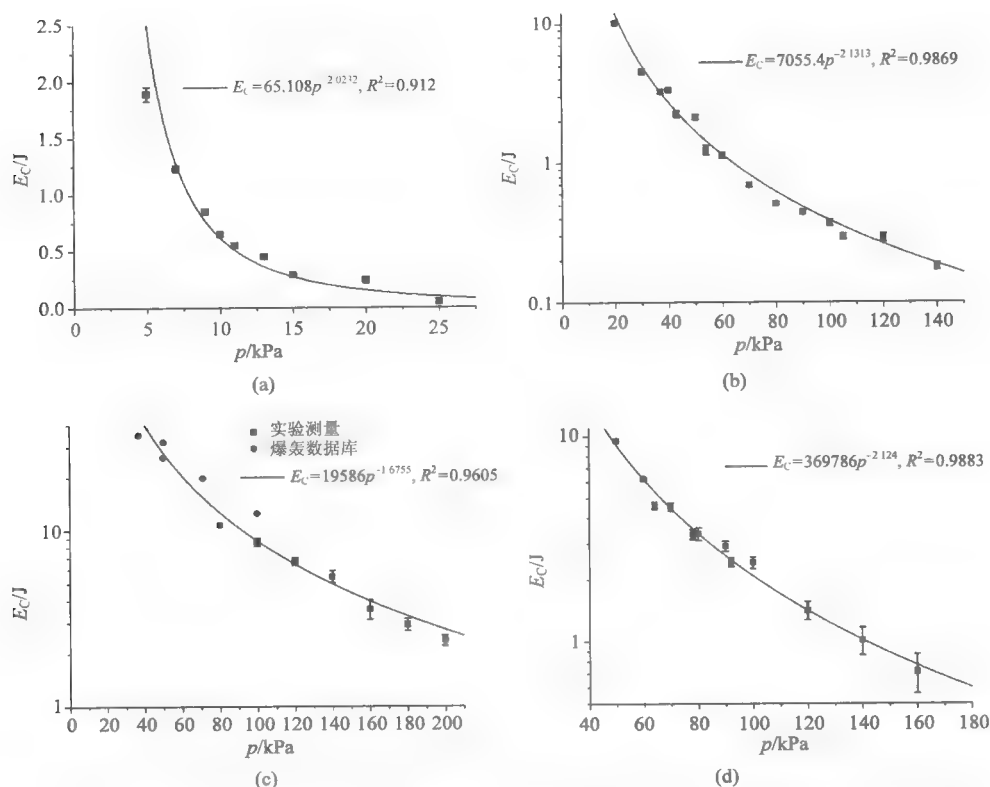 2.5
2.0
1.5
1.0
0.5
0.0
E_C/J
E_C=65.108p^-2.0232, R²=0.912
0 5 10 15 20 25
p/kPa
(a)
10
1
0.1
E_C/J
E_C=7055.4p^-2.1313, R²=0.9869
0 20 40 60 80 100 120 140
p/kPa
(b)
10
1
E_C/J
实验测量
爆轰数据库
E_C=19586p^-1.6755, R²=0.9605
0 20 40 60 80 100 120 140 160 180 200
p/kPa
(c)
10
1
E_C/J
E_C=369786p^-2.124, R²=0.9883
40 60 80 100 120 140 160 180
p/kPa
(d)